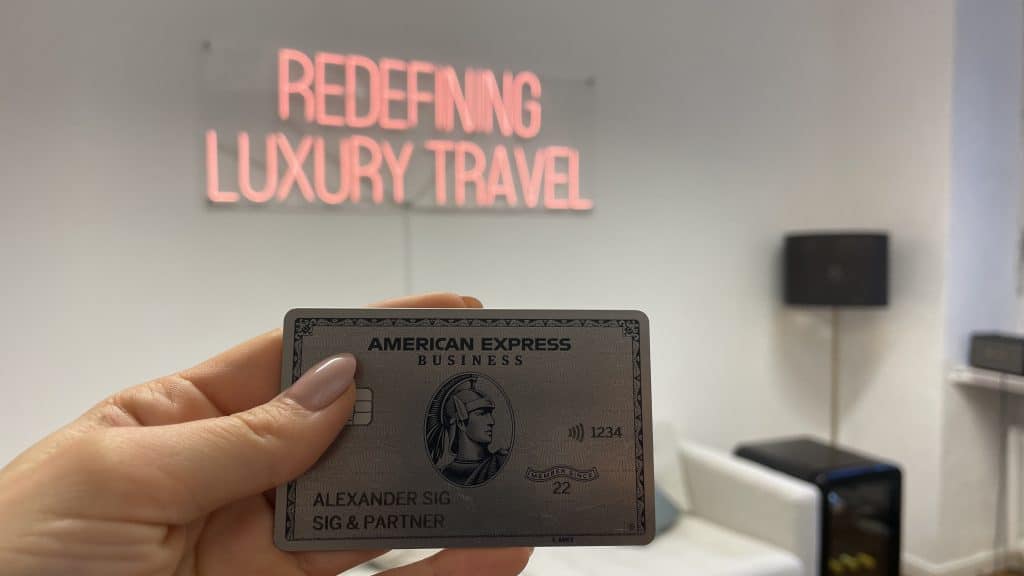 REDEFINING
LUXURY TRAVEL
AMERICAN EXPRESS
BUSINESS
1234
MEMBER SINCE
22
ALEXANDER SIG
SIG & PARTNER